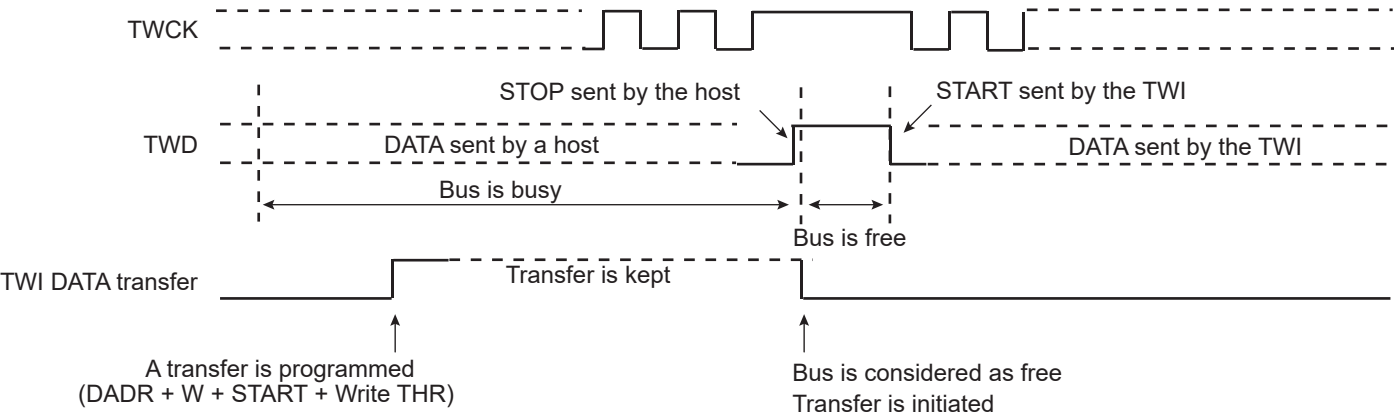 TWCK
STOP sent by the host
START sent by the TWI
TWD
DATA sent by a host
DATA sent by the TWI
Bus is busy
Bus is free
TWI DATA transfer
Transfer is kept
A transfer is programmed
(DADR + W + START + Write THR)
Bus is considered as free
Transfer is initiated